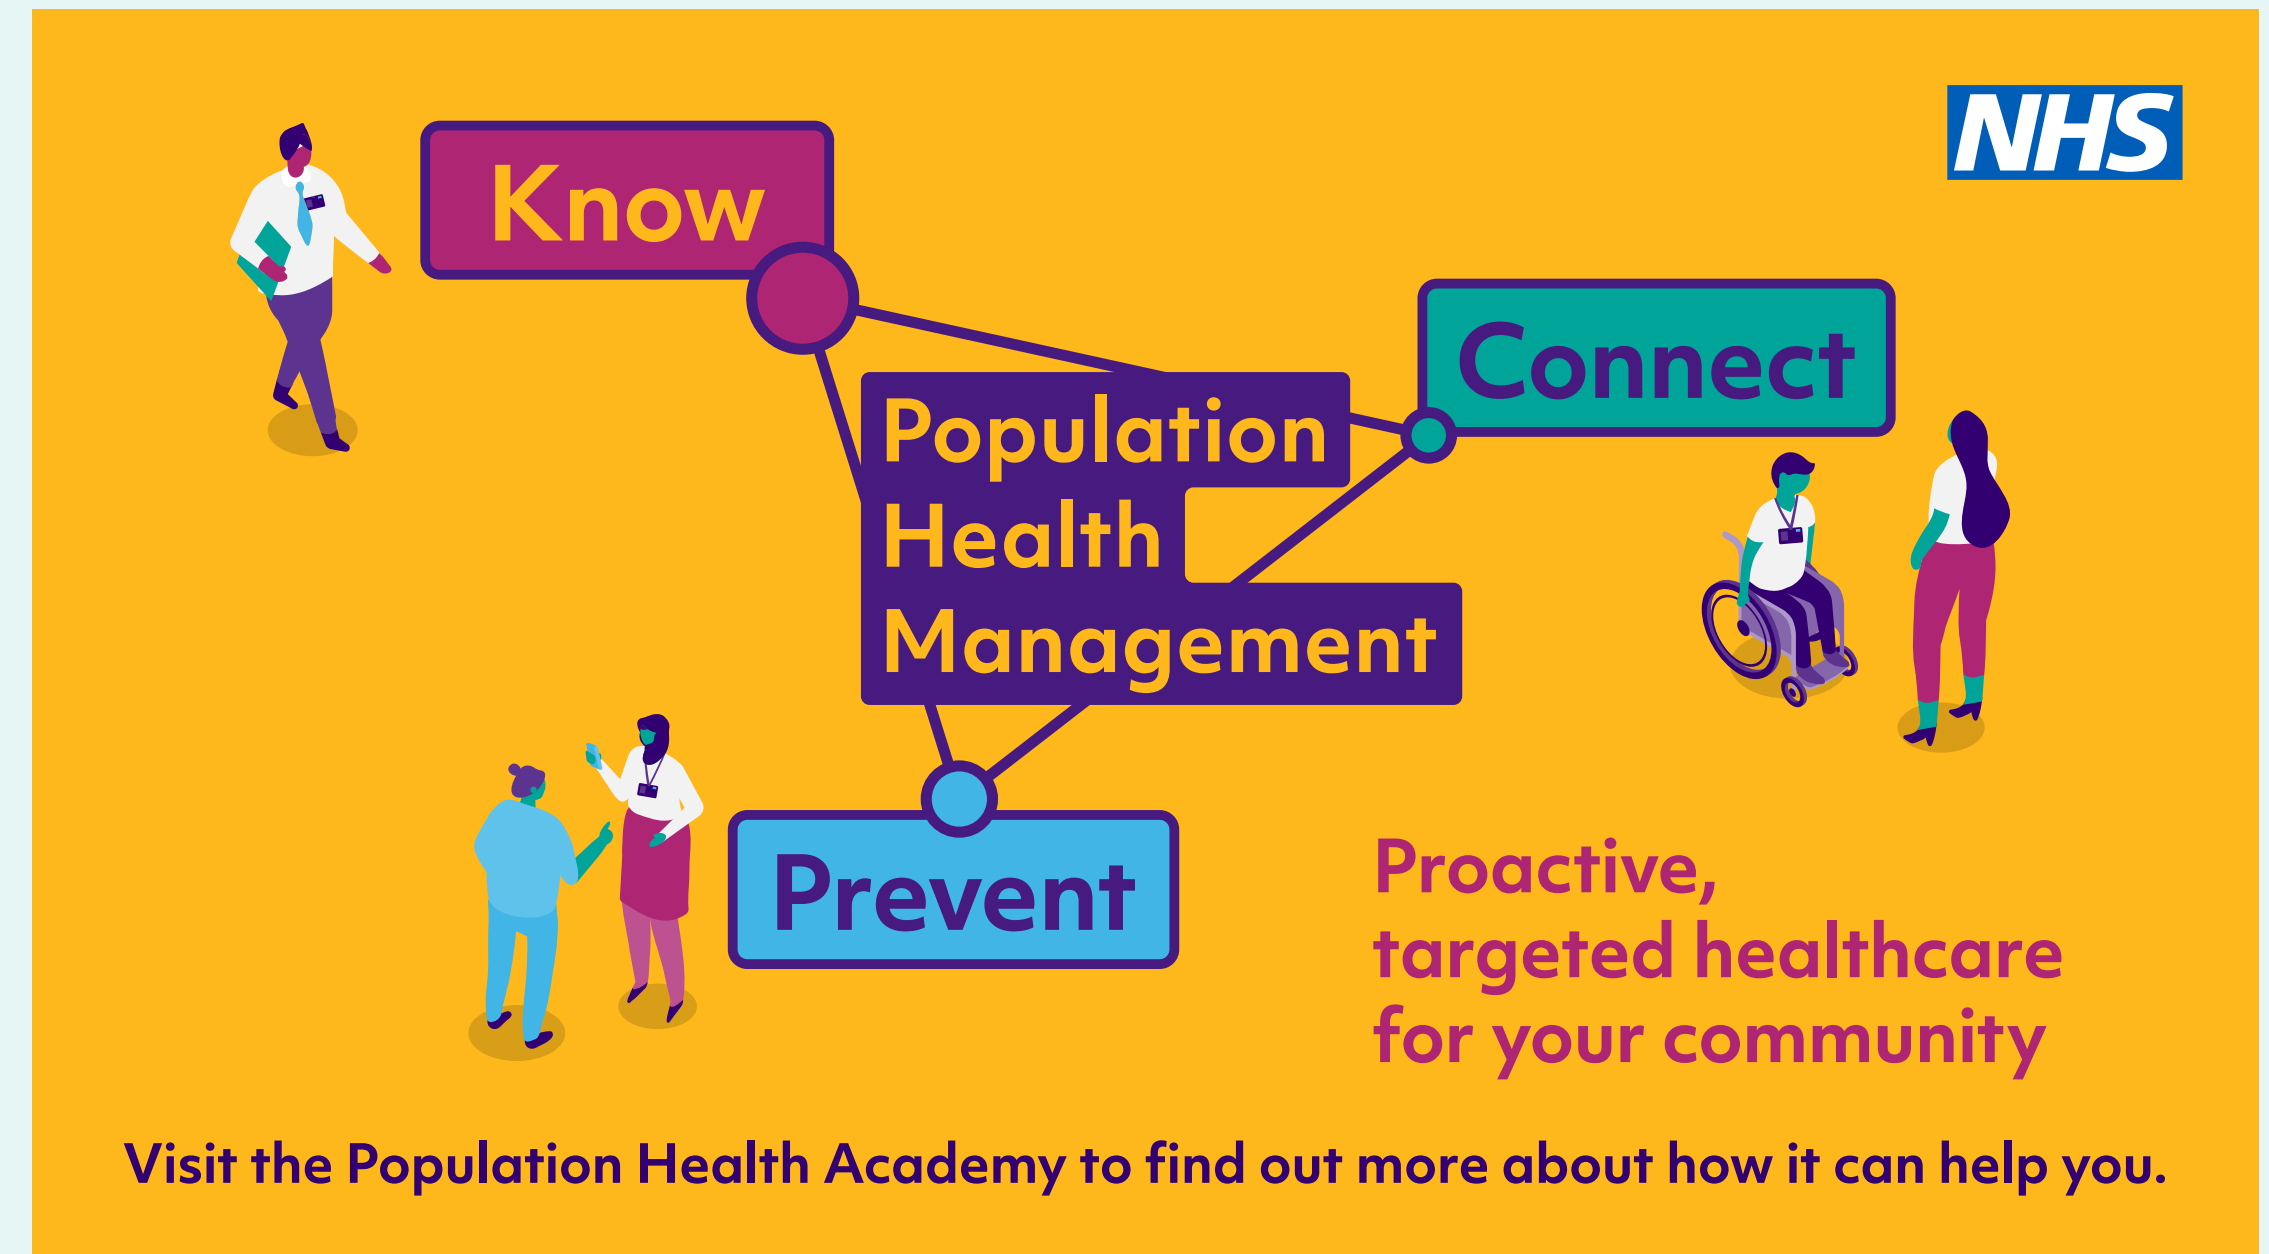 Know
NHS
Connect
Population
Health
Management
Prevent
Proactive,
targeted healthcare
for your community
Visit the Population Health Academy to find out more about how it can help you.